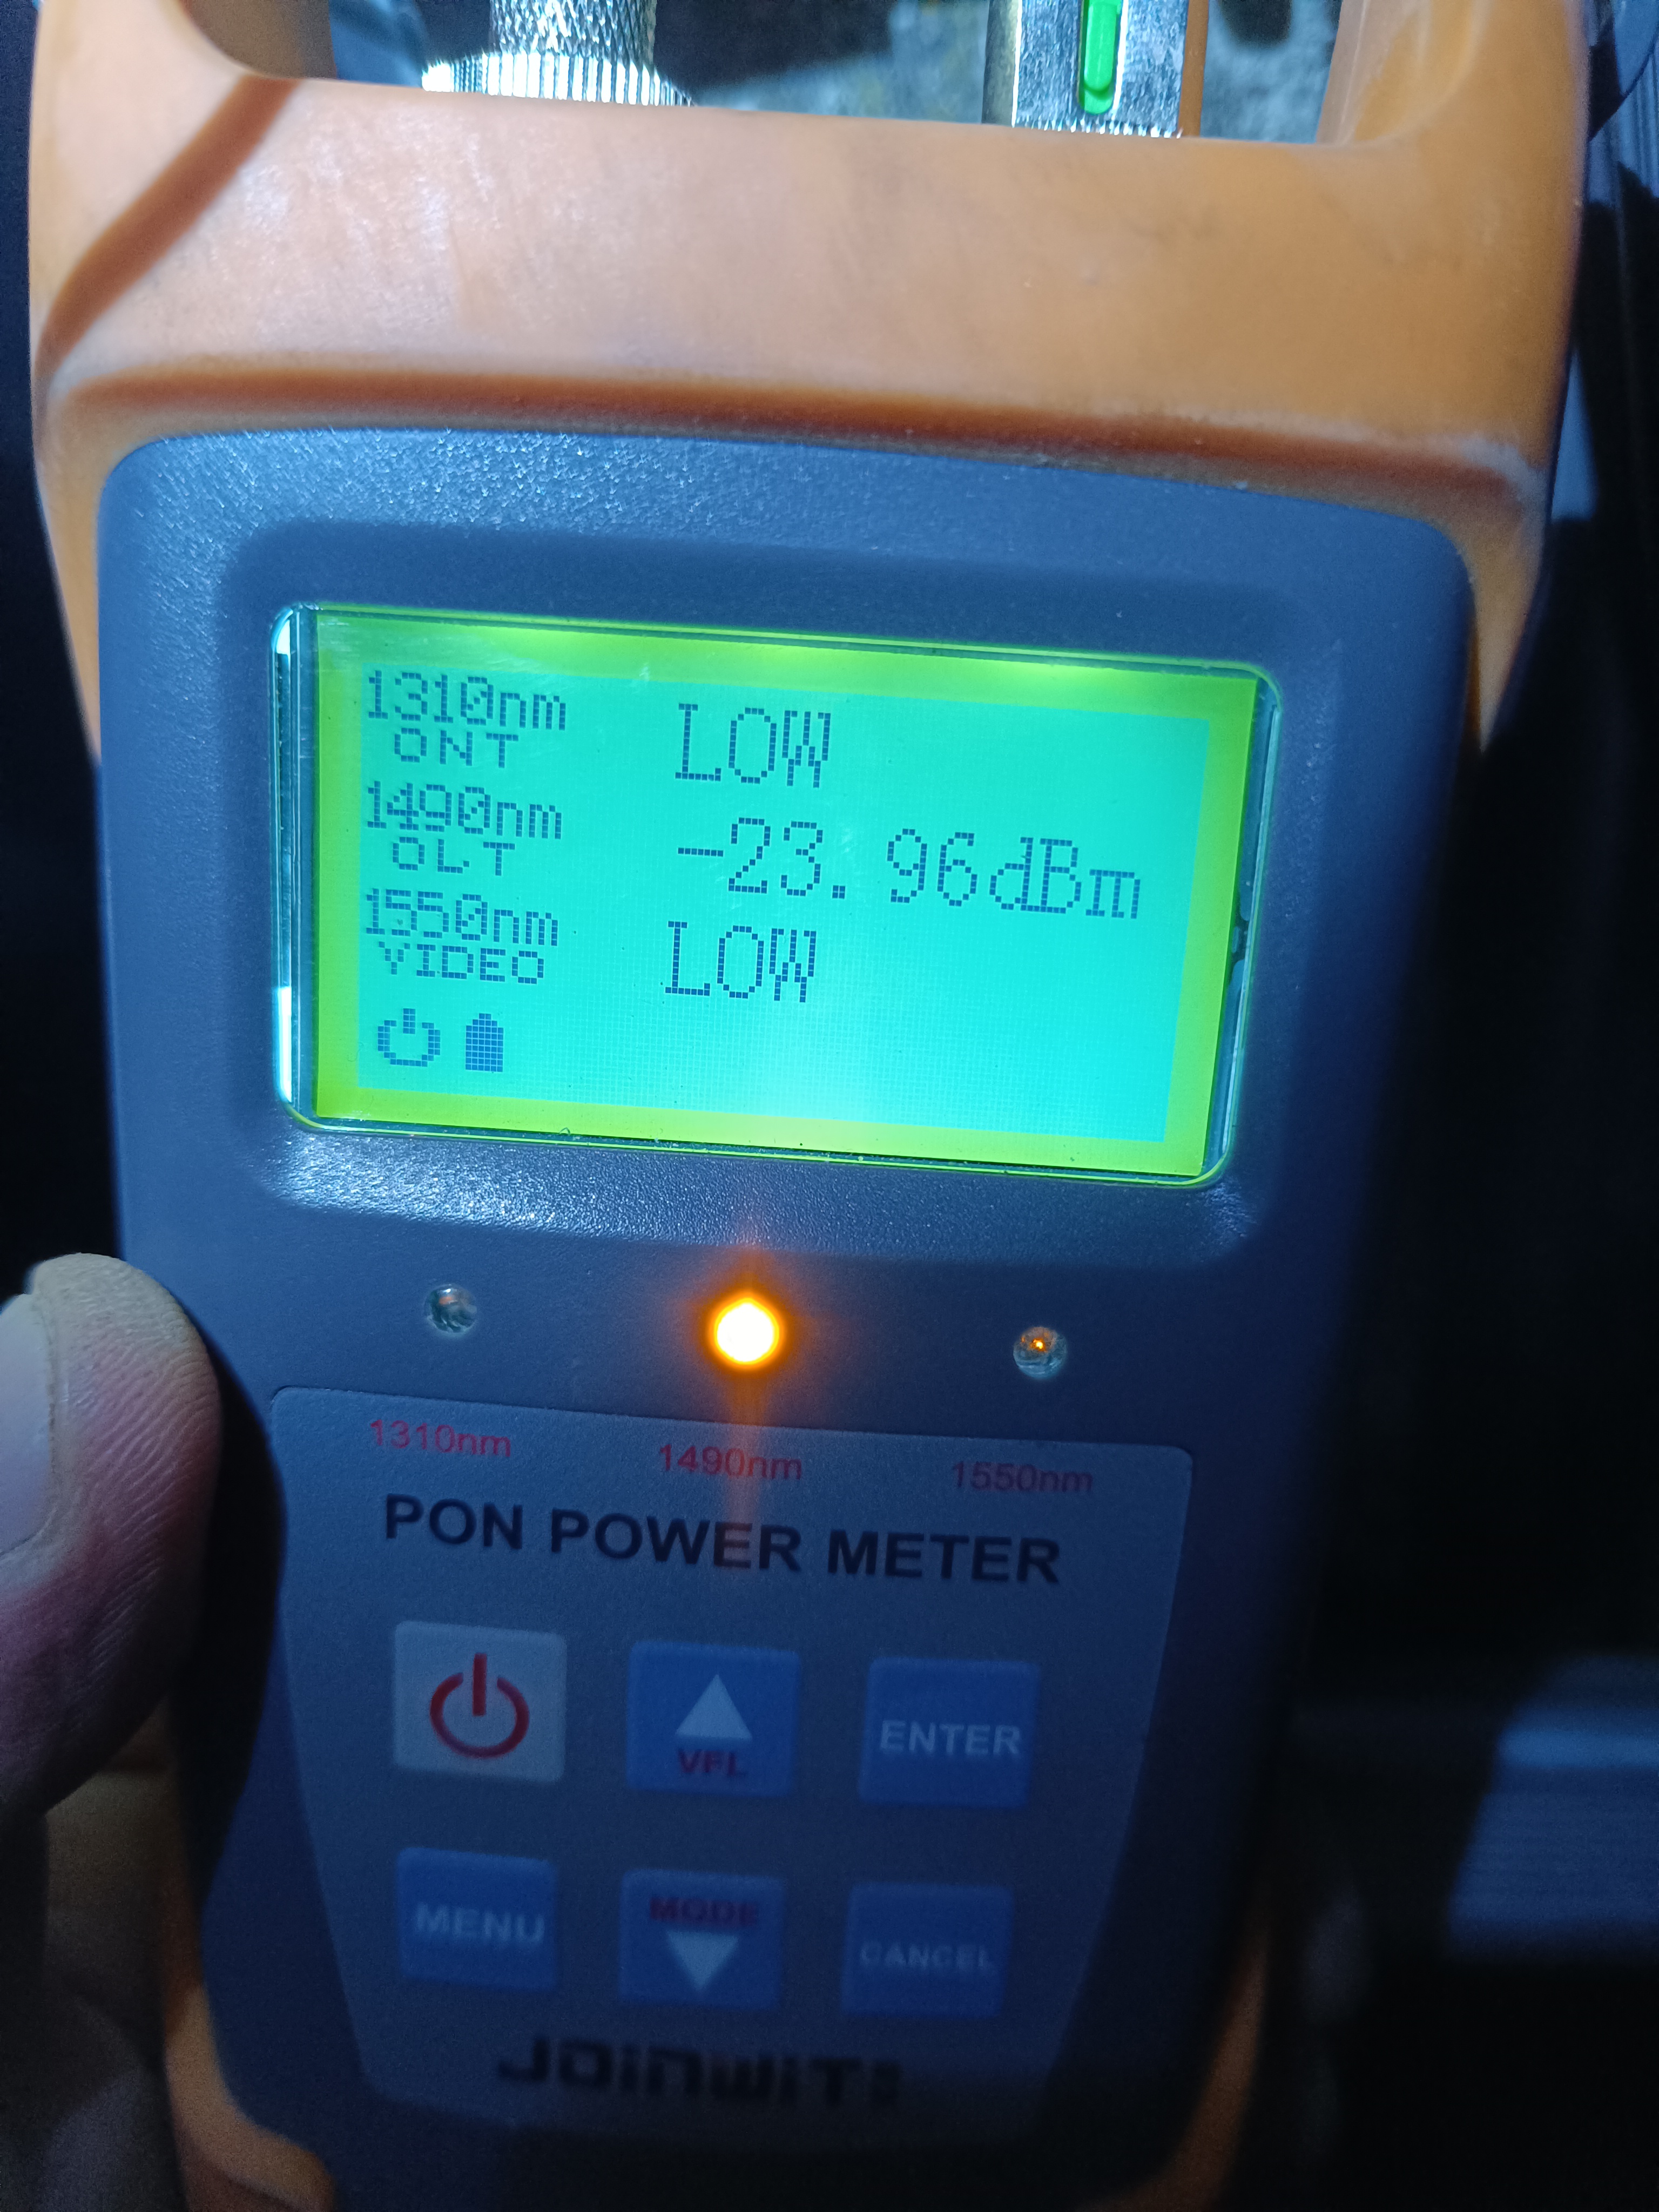 1310nm LOW
ONT
1490nm -23.96dBm
OLT
1550nm LOW
VIDEO
1310nm 1490nm 1550nm
PON POWER METER
VFL ENTER
MENU MODE CANCEL
JOINWIT